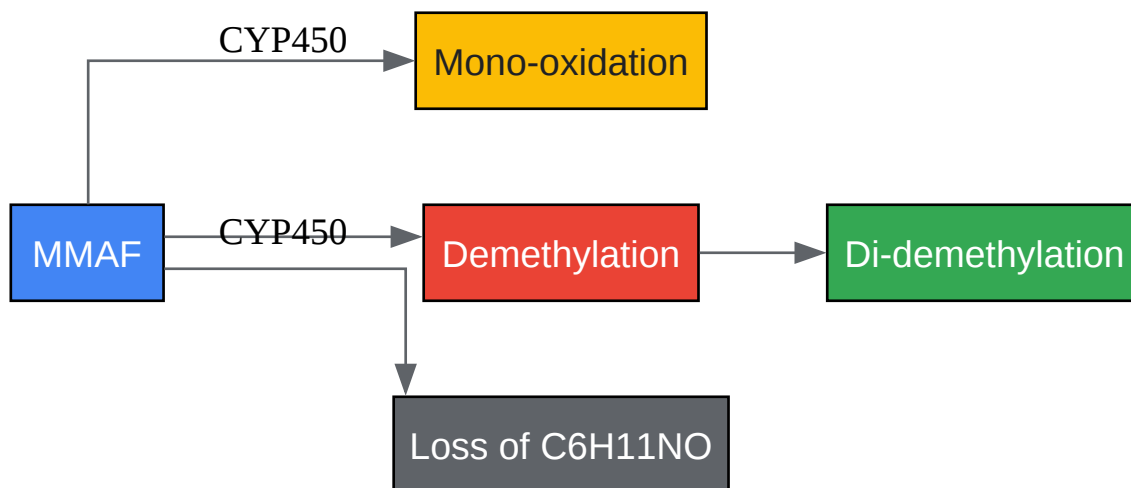 CYP450
Mono-oxidation
MMAF
CYP450
Demethylation
Di-demethylation
Loss of C6H11NO